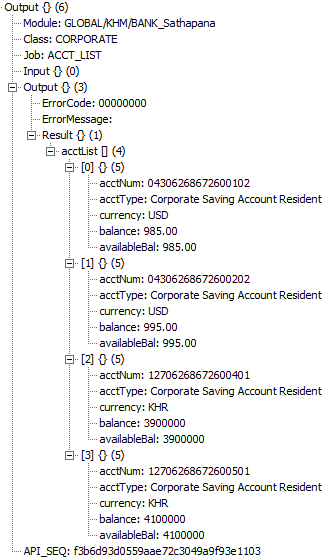 Output {} (6)
Module: GLOBAL/KHM/BANK_Sathapana
Class: CORPORATE
Job: ACCT_LIST
Input {} (0)
Output {} (3)
ErrorCode: 00000000
ErrorMessage:
Result {} (1)
acctList [] (4)
[0] {} (5)
acctNum: 04306268672600102
acctType: Corporate Saving Account Resident
currency: USD
balance: 985.00
availableBal: 985.00
[1] {} (5)
acctNum: 04306268672600202
acctType: Corporate Saving Account Resident
currency: USD
balance: 995.00
availableBal: 995.00
[2] {} (5)
acctNum: 12706268672600401
acctType: Corporate Saving Account Resident
currency: KHR
balance: 3900000
availableBal: 3900000
[3] {} (5)
acctNum: 12706268672600501
acctType: Corporate Saving Account Resident
currency: KHR
balance: 4100000
availableBal: 4100000
API_SEQ: f3b6d93d0559aae72c3049a9f93e1103